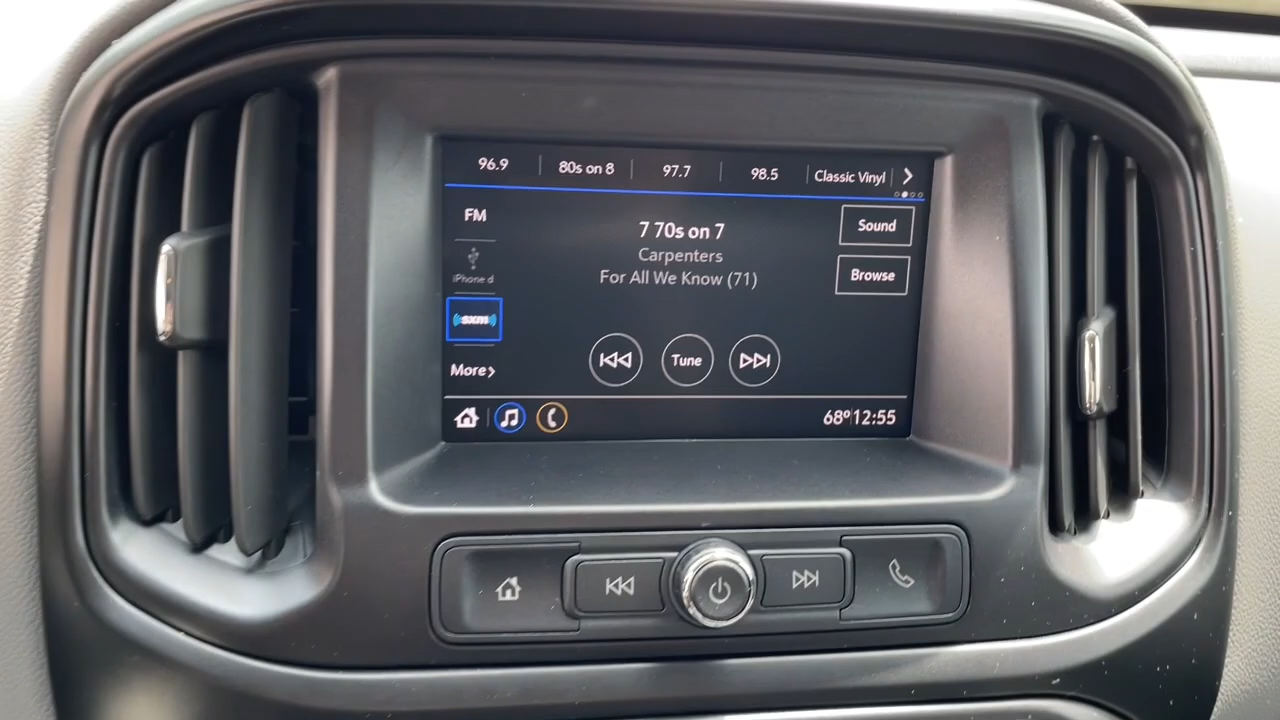 96.9 80s on 8 97.7 98.5 Classic Vinyl
FM
7 70s on 7
Sound
Carpenters
iPhone d
For All We Know (71)
Browse
sxm
Tune
More
68° 12:55